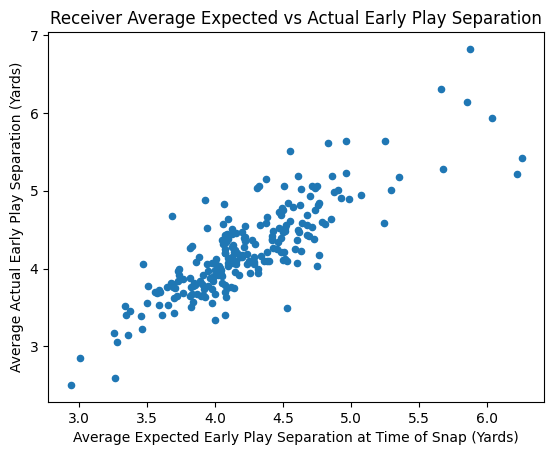 Receiver Average Expected vs Actual Early Play Separation
Average Actual Early Play Separation (Yards)
7
6
5
4
3
3.0 3.5 4.0 4.5 5.0 5.5 6.0
Average Expected Early Play Separation at Time of Snap (Yards)